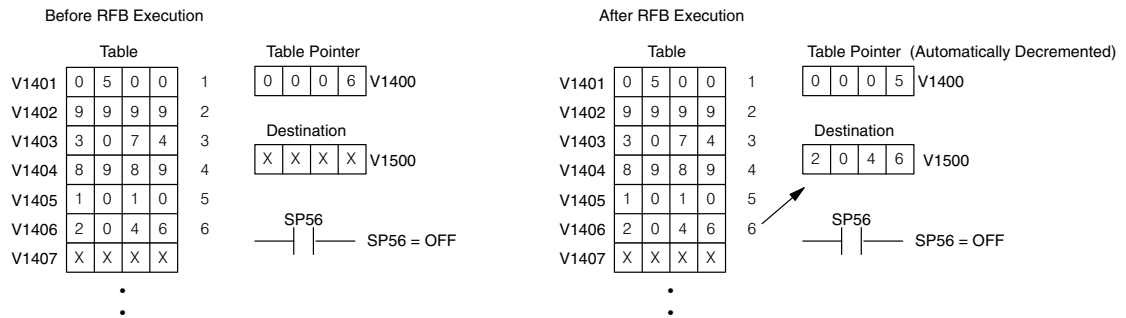 Before RFB Execution
Table
Table Pointer
V1401 0 5 0 0 1
0 0 0 6 V1400
V1402 9 9 9 9 2
V1403 3 0 7 4 3
Destination
X X X X V1500
V1404 8 9 8 9 4
V1405 1 0 1 0 5
V1406 2 0 4 6 6
SP56
SP56 = OFF
V1407 X X X X
After RFB Execution
Table
Table Pointer (Automatically Decremented)
V1401 0 5 0 0 1
0 0 0 5 V1400
V1402 9 9 9 9 2
V1403 3 0 7 4 3
Destination
2 0 4 6 V1500
V1404 8 9 8 9 4
V1405 1 0 1 0 5
V1406 2 0 4 6 6
SP56
SP56 = OFF
V1407 X X X X